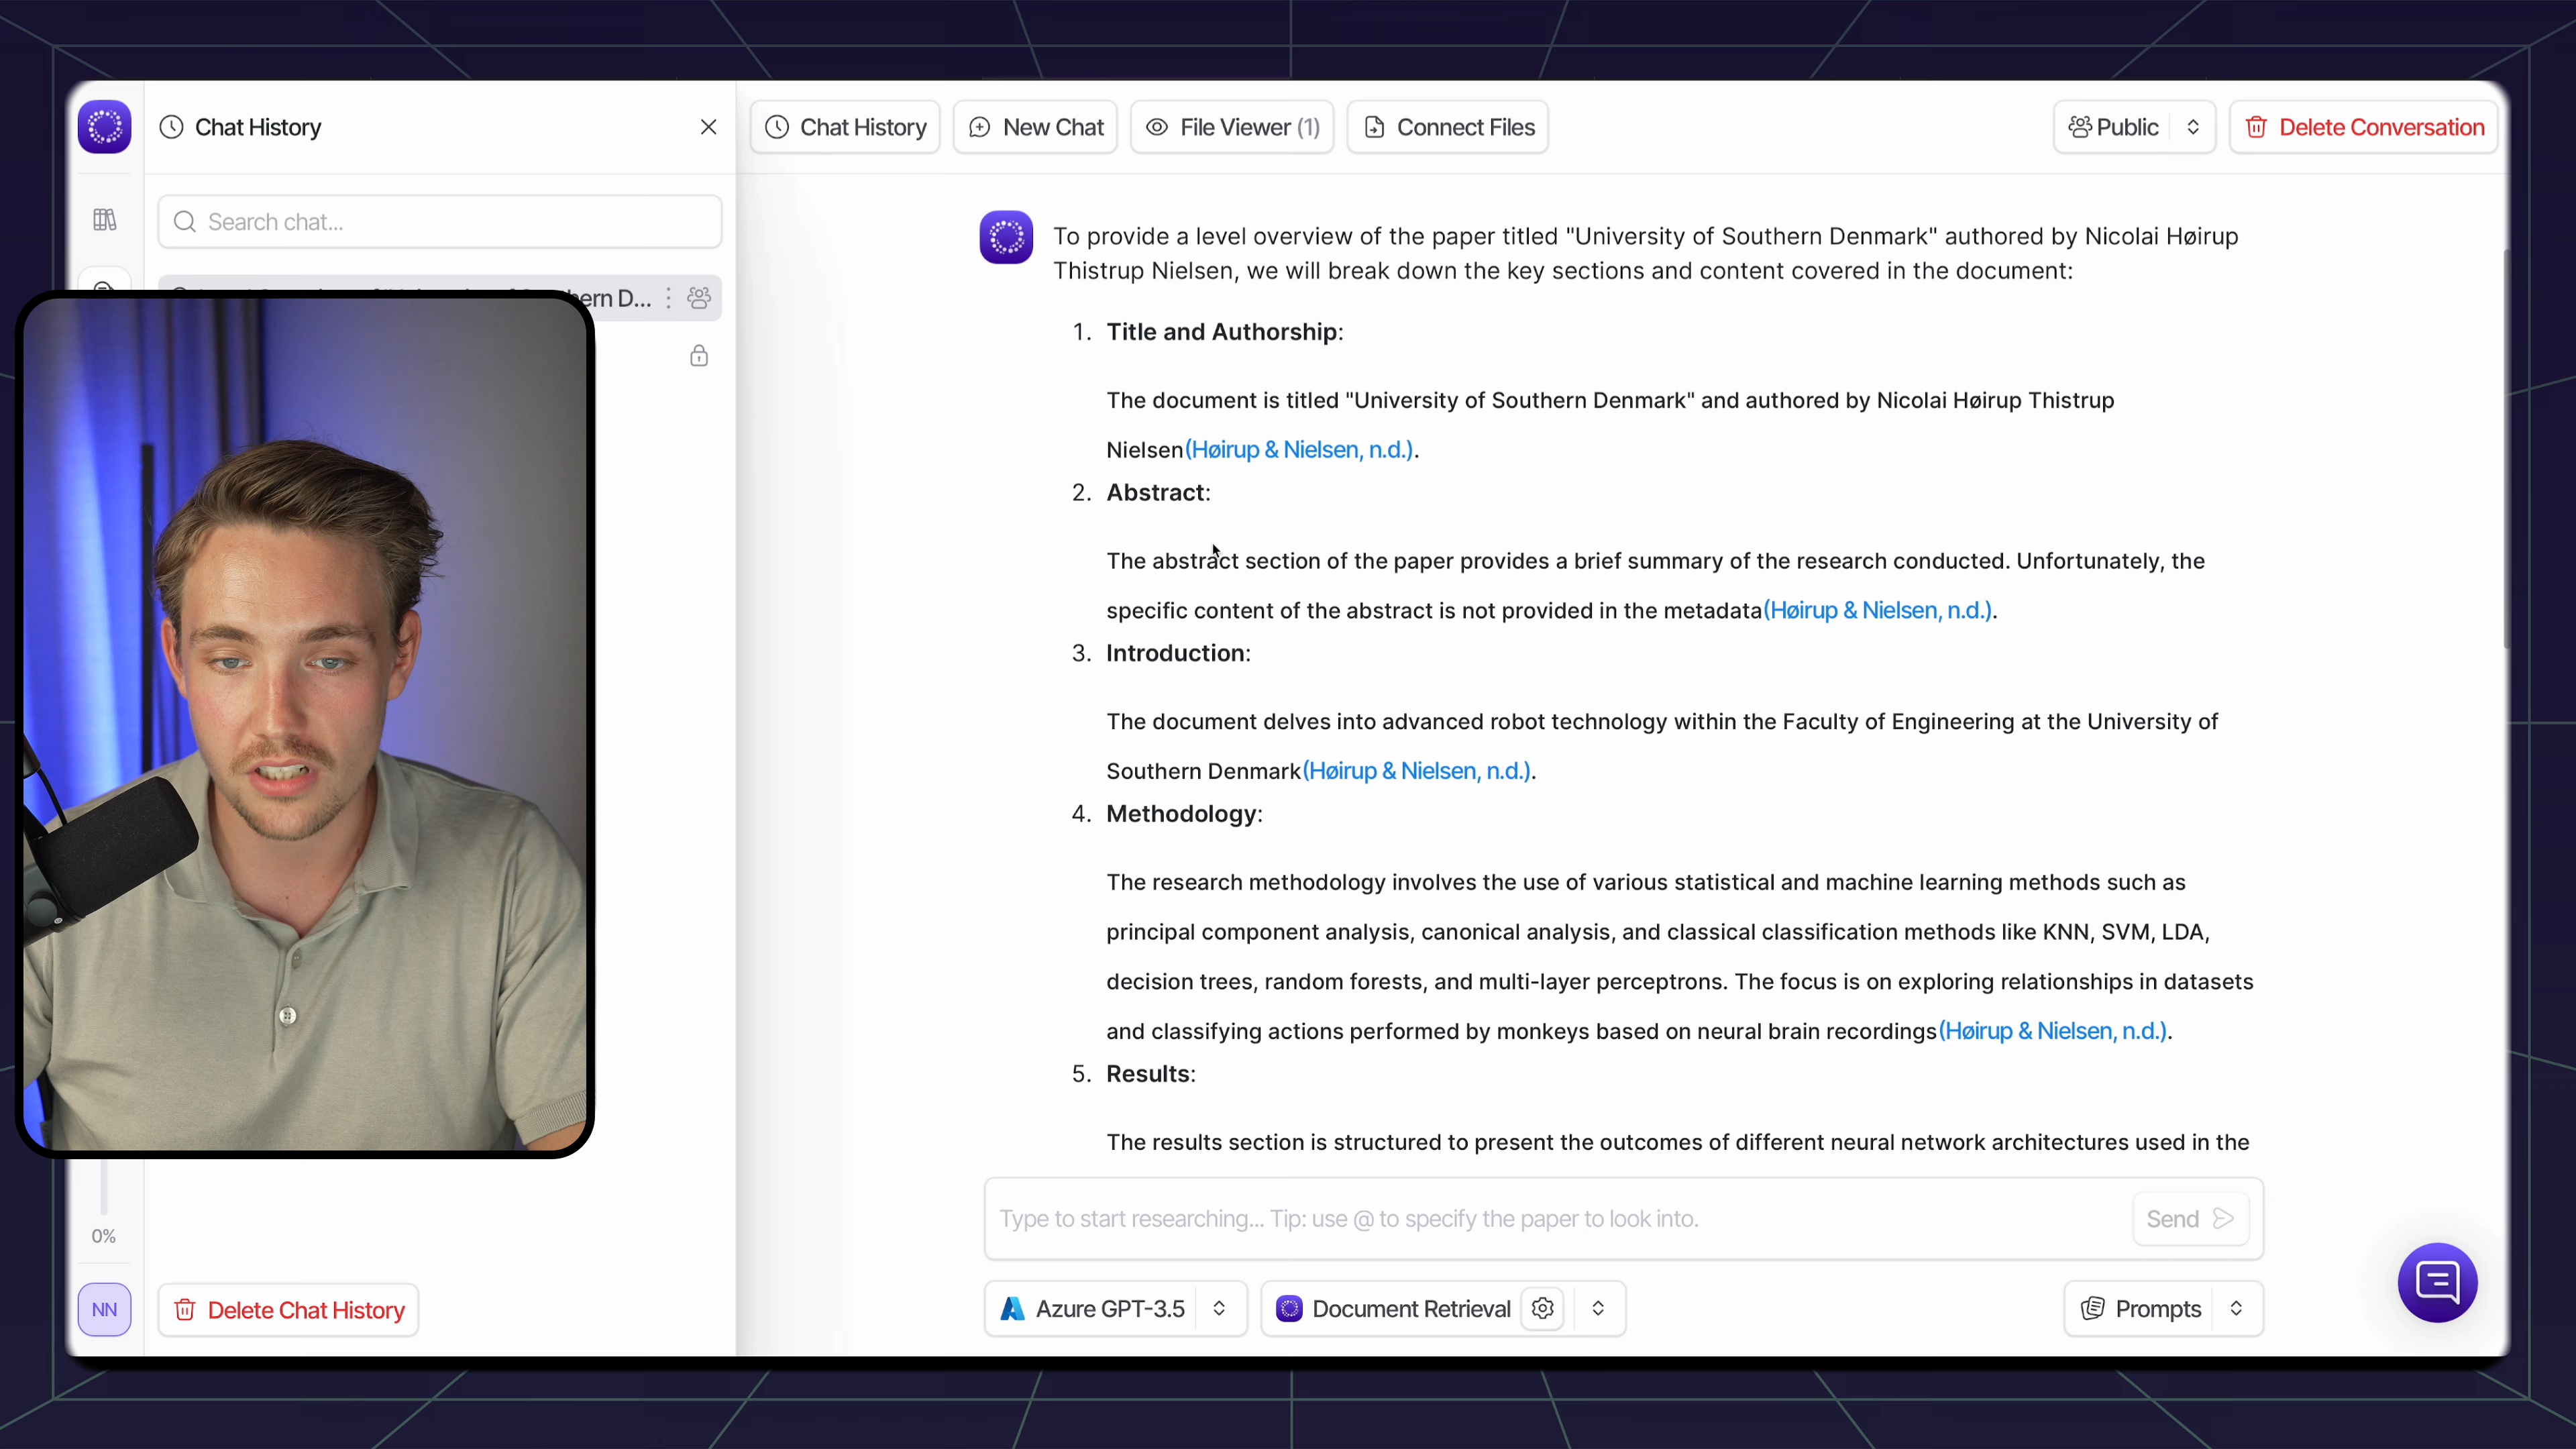 Chat History
Search chat...
ern D...
0%
NN
Delete Chat History
Chat History
New Chat
File Viewer (1)
Connect Files
Public
Delete Conversation
To provide a level overview of the paper titled "University of Southern Denmark" authored by Nicolai Høirup
Thistrup Nielsen, we will break down the key sections and content covered in the document:
1. Title and Authorship:
The document is titled "University of Southern Denmark" and authored by Nicolai Høirup Thistrup
Nielsen(Høirup & Nielsen, n.d.).
2. Abstract:
The abstract section of the paper provides a brief summary of the research conducted. Unfortunately, the
specific content of the abstract is not provided in the metadata(Høirup & Nielsen, n.d.).
3. Introduction:
The document delves into advanced robot technology within the Faculty of Engineering at the University of
Southern Denmark(Høirup & Nielsen, n.d.).
4. Methodology:
The research methodology involves the use of various statistical and machine learning methods such as
principal component analysis, canonical analysis, and classical classification methods like KNN, SVM, LDA,
decision trees, random forests, and multi-layer perceptrons. The focus is on exploring relationships in datasets
and classifying actions performed by monkeys based on neural brain recordings(Høirup & Nielsen, n.d.).
5. Results:
The results section is structured to present the outcomes of different neural network architectures used in the
Type to start researching... Tip: use @ to specify the paper to look into.
Send
Azure GPT-3.5
Document Retrieval
Prompts